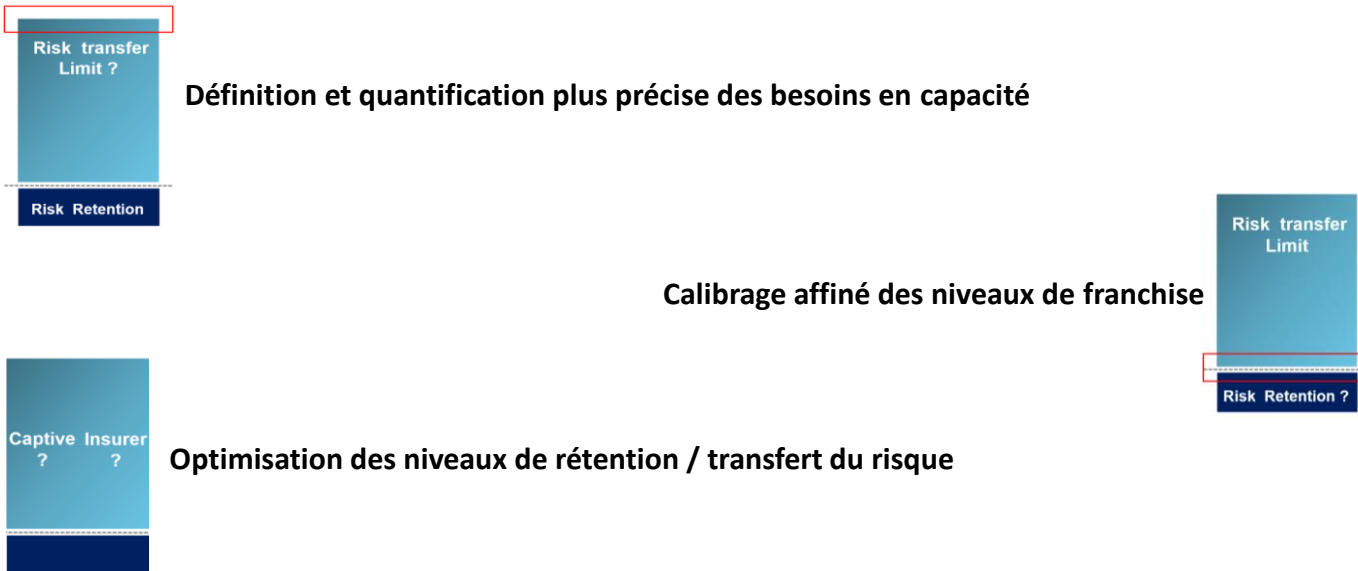 Risk transfer
Limit ?
Définition et quantification plus précise des besoins en capacité
Risk Retention
Risk transfer
Limit
Calibrage affiné des niveaux de franchise
Risk Retention ?
Captive Insurer
? ?
Optimisation des niveaux de rétention / transfert du risque